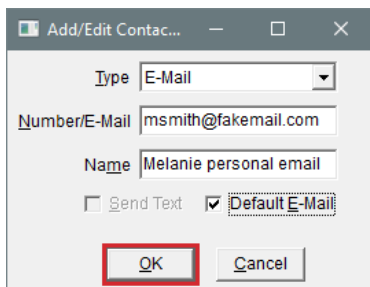 Add/Edit Contac...
Type E-Mail
Number/E-Mail msmith@fakemail.com
Name Melanie personal email
Send Text Default E-Mail
OK Cancel